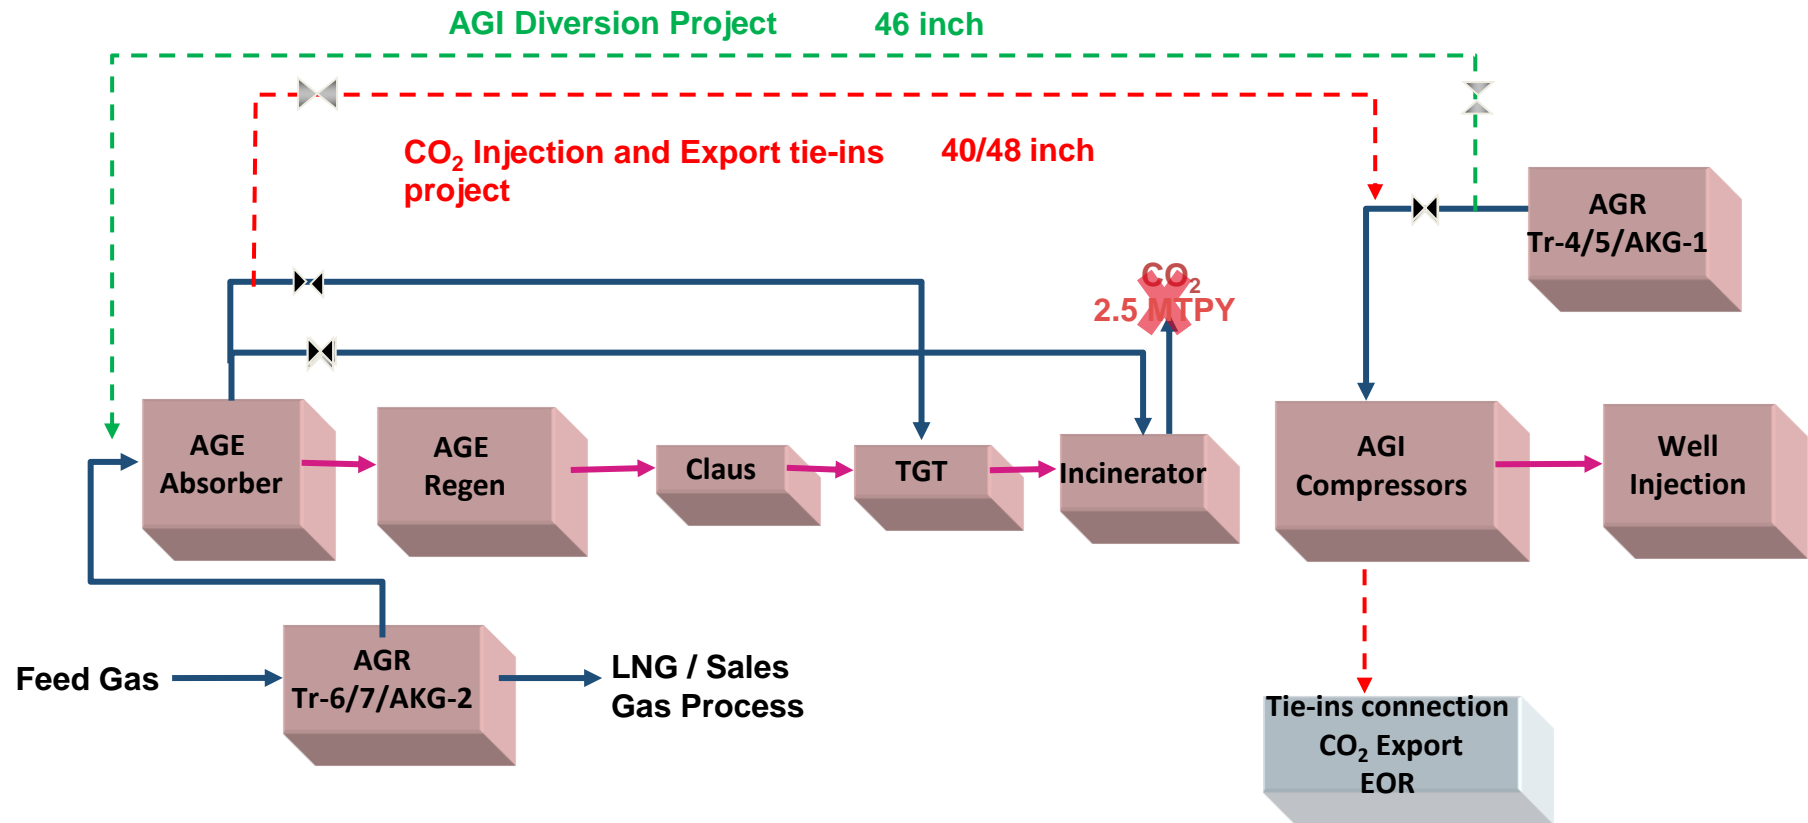 AGI Diversion Project 46 inch
CO₂ Injection and Export tie-ins 40/48 inch
project
AGR
Tr-4/5/AKG-1
CO₂
2.5 MTPY
AGE
Absorber
AGE
Regen
Claus
TGT
Incinerator
AGI
Compressors
Well
Injection
Feed Gas
AGR
Tr-6/7/AKG-2
LNG / Sales
Gas Process
Tie-ins connection
CO₂ Export
EOR